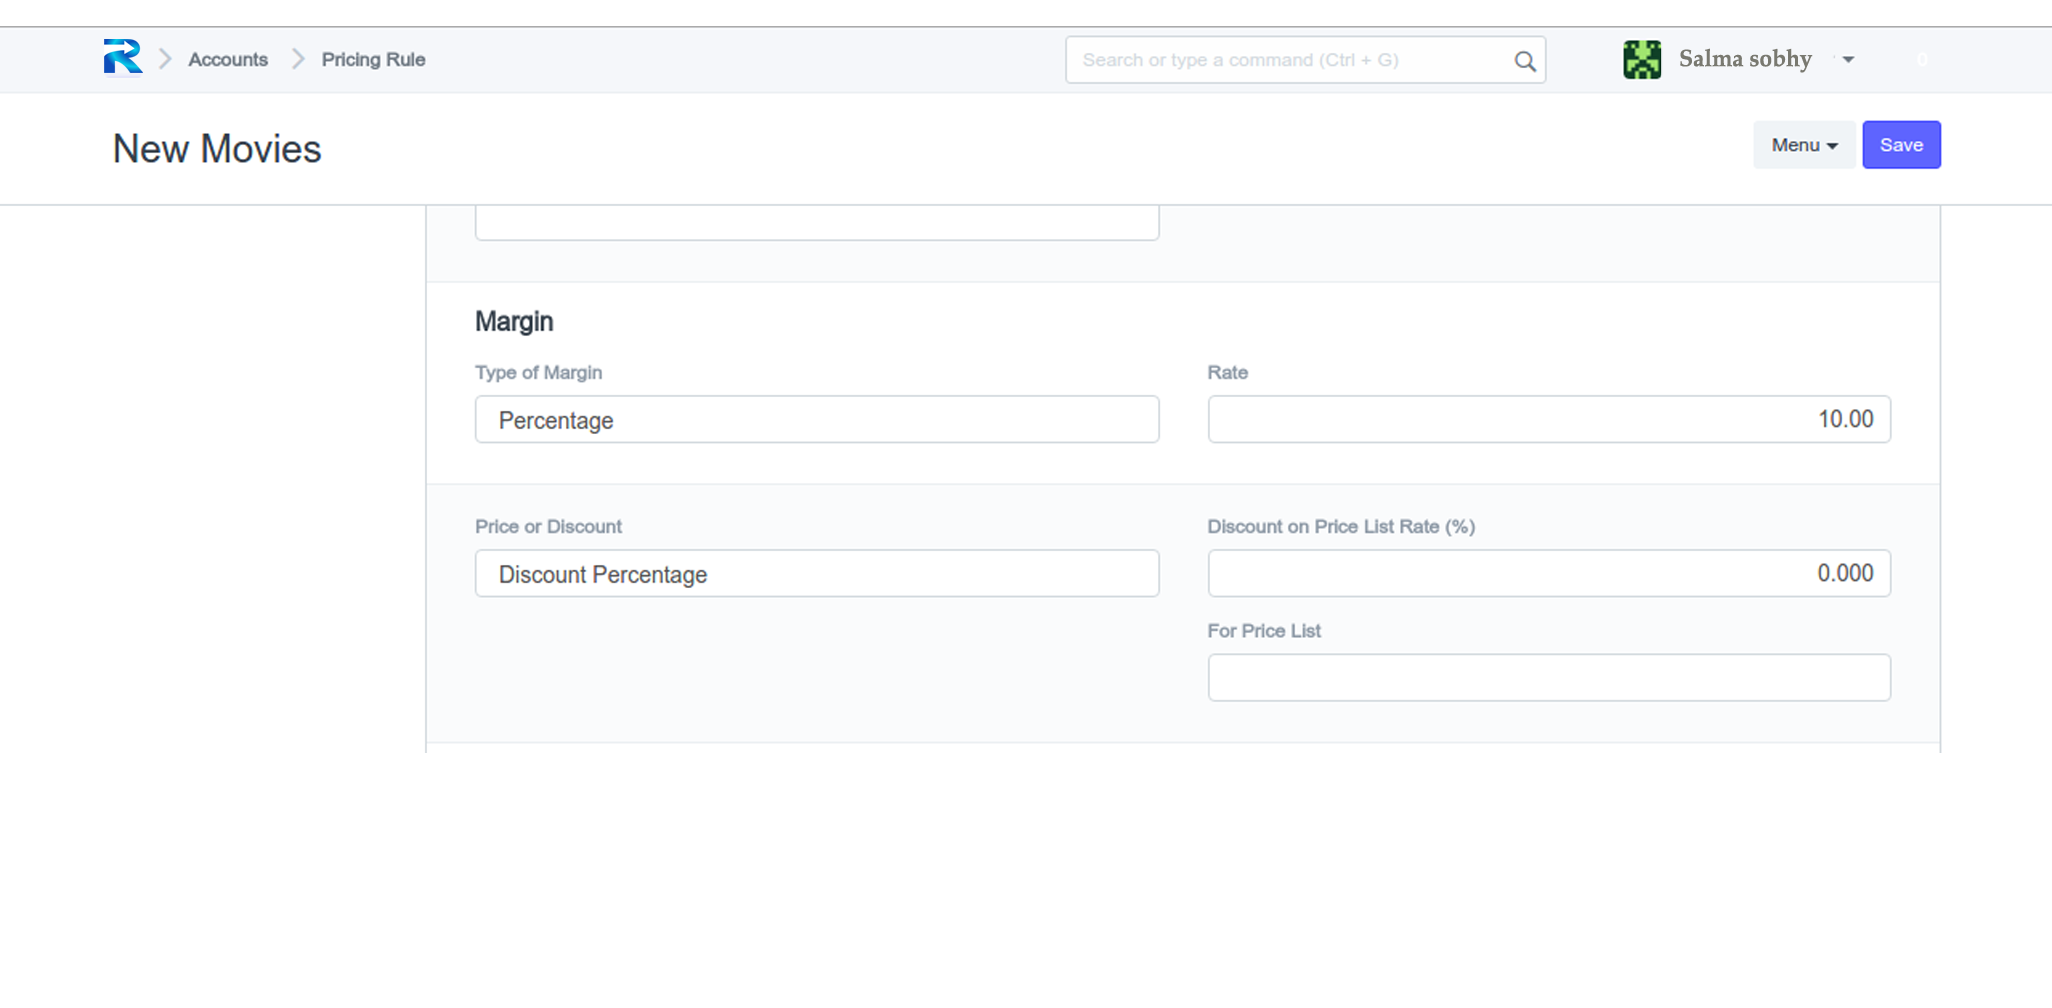 Accounts Pricing Rule Search or type a command (Ctrl + G) Salma sobhy 0
New Movies Menu Save
Margin
Type of Margin Rate
Percentage 10.00
Price or Discount Discount on Price List Rate (%)
Discount Percentage 0.000
For Price List